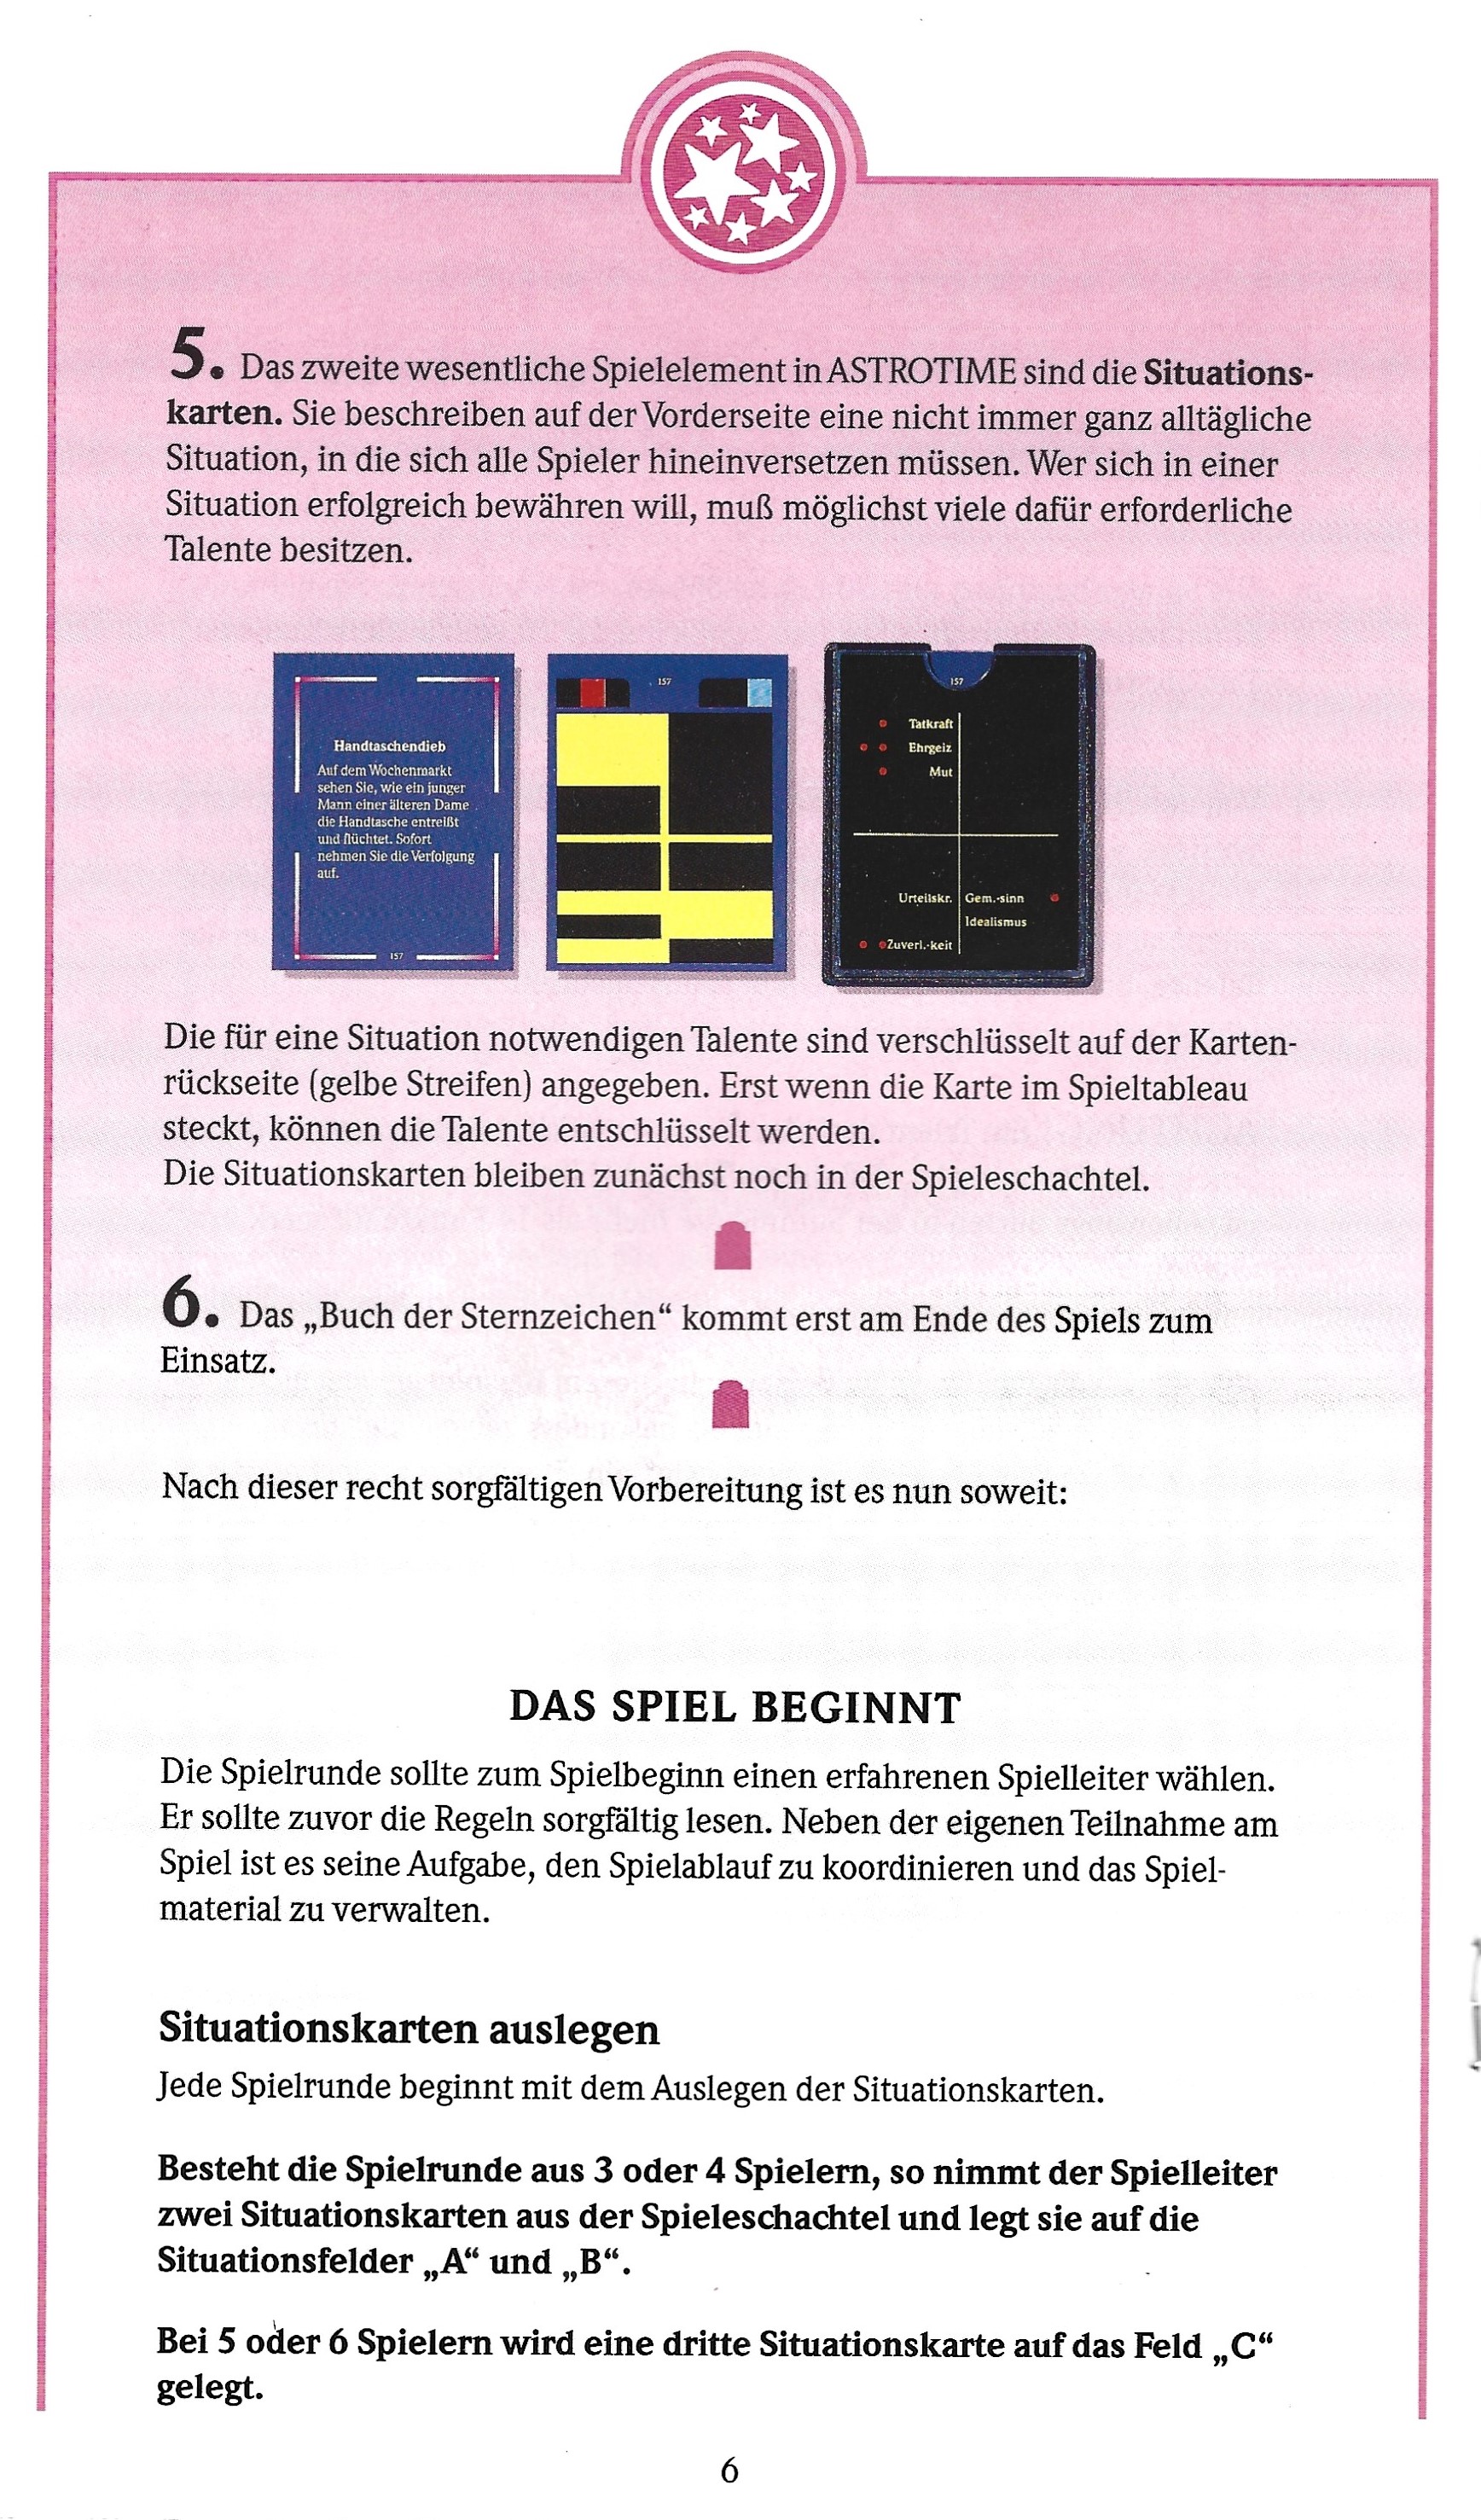 5. Das zweite wesentliche Spielelement in ASTROTIME sind die Situations-
karten. Sie beschreiben auf der Vorderseite eine nicht immer ganz alltägliche
Situation, in die sich alle Spieler hineinversetzen müssen. Wer sich in einer
Situation erfolgreich bewähren will, muß möglichst viele dafür erforderliche
Talente besitzen.
Handtaschendieb
Auf dem Wochenmarkt
sehen Sie, wie ein junger
Mann einer älteren Dame
die Handtasche entreißt
und flüchtet. Sofort
nehmen Sie die Verfolgung
auf.
157
157
157
Tatkraft
Ehrgeiz
Mut
Urteilskr. Gem.-sinn
Idealismus
Zuverl.-keit
Die für eine Situation notwendigen Talente sind verschlüsselt auf der Karten-
rückseite (gelbe Streifen) angegeben. Erst wenn die Karte im Spieltableau
steckt, können die Talente entschlüsselt werden.
Die Situationskarten bleiben zunächst noch in der Spieleschachtel.
6. Das „Buch der Sternzeichen“ kommt erst am Ende des Spiels zum
Einsatz.
Nach dieser recht sorgfältigen Vorbereitung ist es nun soweit:
DAS SPIEL BEGINNT
Die Spielrunde sollte zum Spielbeginn einen erfahrenen Spielleiter wählen.
Er sollte zuvor die Regeln sorgfältig lesen. Neben der eigenen Teilnahme am
Spiel ist es seine Aufgabe, den Spielablauf zu koordinieren und das Spiel-
material zu verwalten.
Situationskarten auslegen
Jede Spielrunde beginnt mit dem Auslegen der Situationskarten.
Besteht die Spielrunde aus 3 oder 4 Spielern, so nimmt der Spielleiter
zwei Situationskarten aus der Spieleschachtel und legt sie auf die
Situationsfelder „A“ und „B“.
Bei 5 oder 6 Spielern wird eine dritte Situationskarte auf das Feld „C“
gelegt.
6